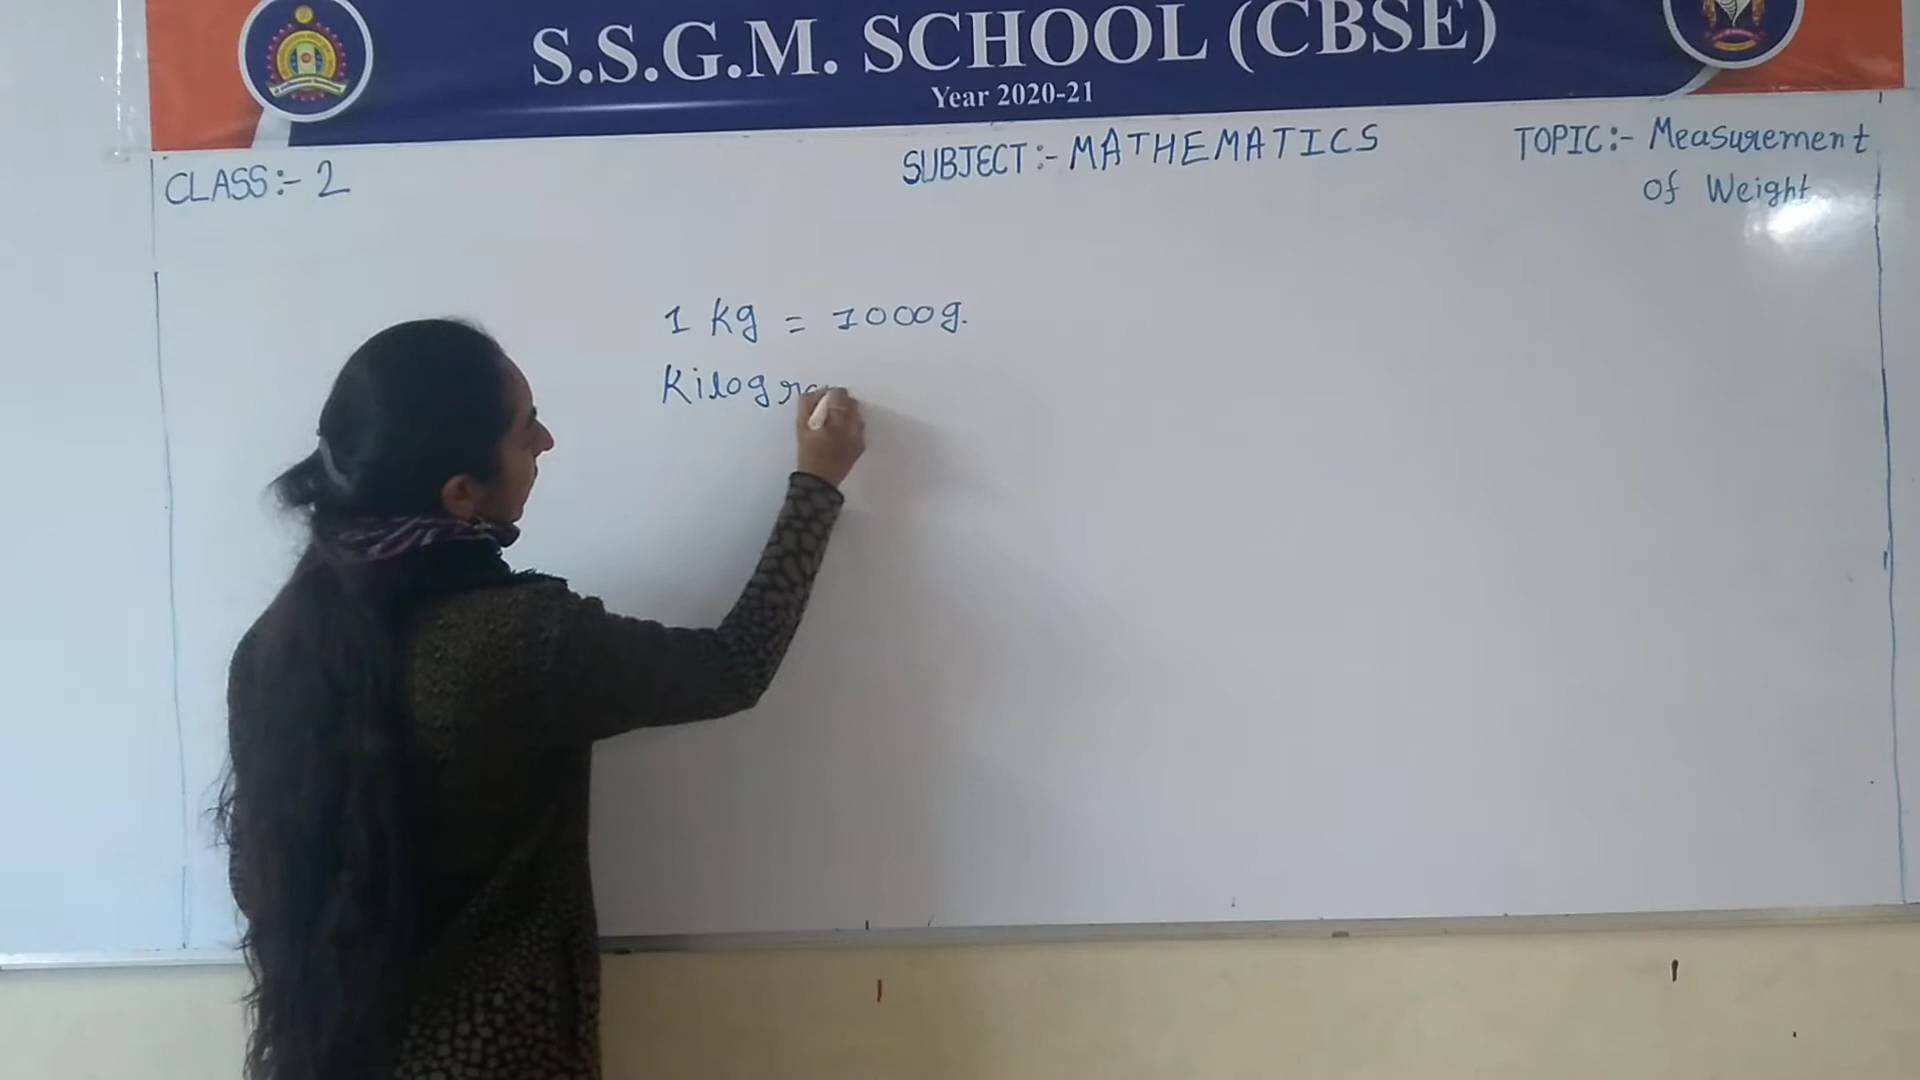 S.S.G.M. SCHOOL (CBSE)
Year 2020-21
CLASS:- 2
SUBJECT:- MATHEMATICS
TOPIC:- Measurement
of Weight
1 kg = 1000g.
Kilogra